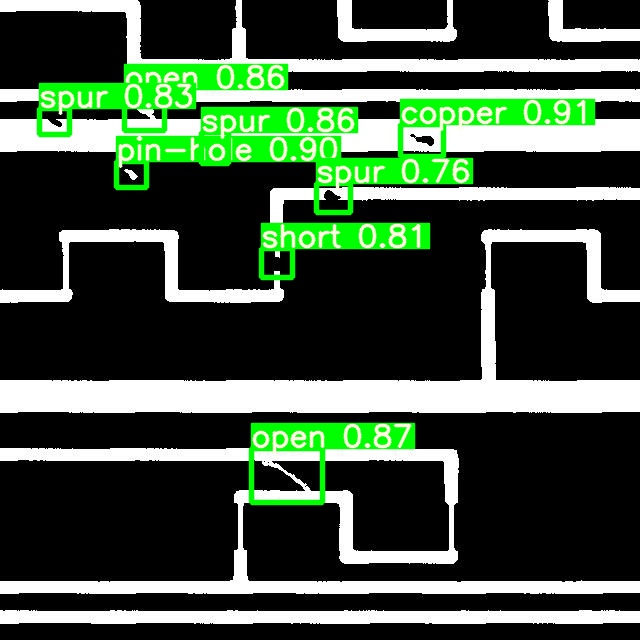 open 0.86
spur 0.83
copper 0.91
spur 0.86
pin-hole 0.90
spur 0.76
short 0.81
open 0.87